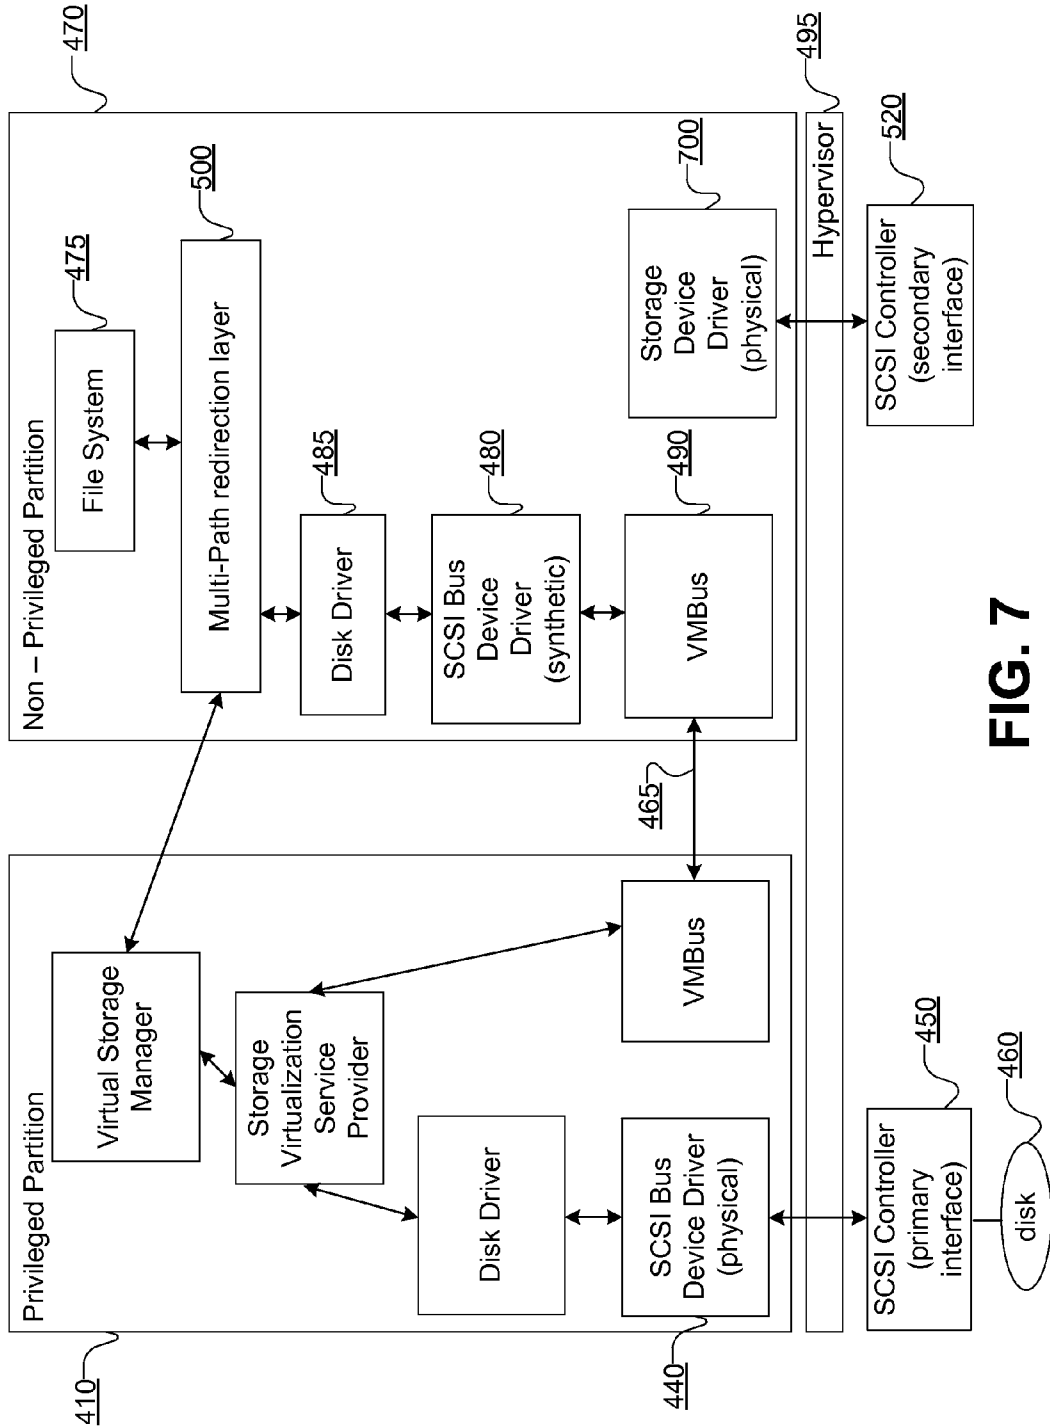 Privileged Partition
410
Virtual Storage
Manager
Storage
Virtualization
Service
Provider
Disk Driver
SCSI Bus
Device Driver
(physical)
440
VMBus
465
Non – Privileged Partition
470
File System
475
Multi-Path redirection layer
500
Disk Driver
485
SCSI Bus
Device
Driver
(synthetic)
480
VMBus
490
Storage
Device
Driver
(physical)
700
Hypervisor
495
SCSI Controller
(primary
interface)
450
disk
460
SCSI Controller
(secondary
interface)
520
FIG. 7